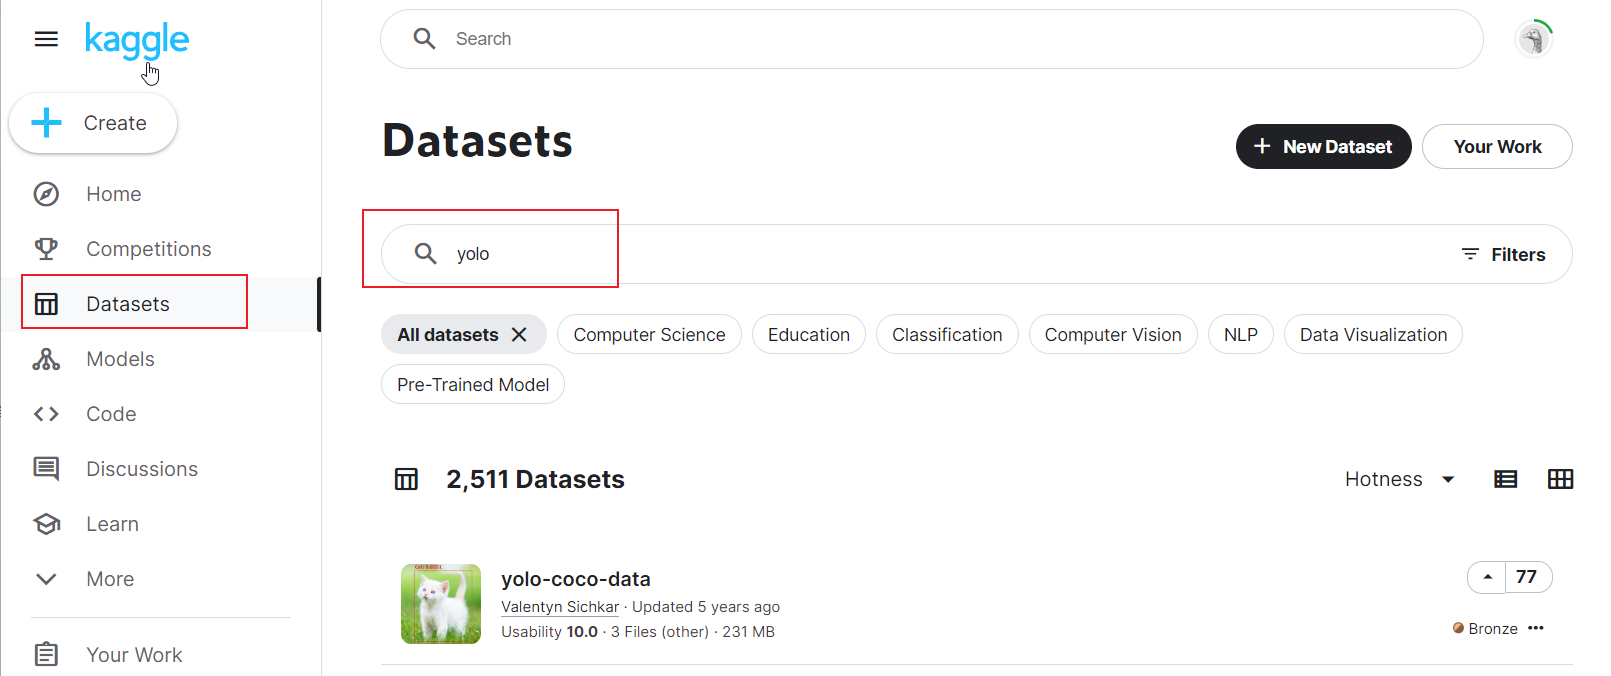 kaggle
Search
Create
Home
Competitions
Datasets
Models
Code
Discussions
Learn
More
Your Work
Datasets
+ New Dataset
Your Work
yolo
Filters
All datasets
Computer Science
Education
Classification
Computer Vision
NLP
Data Visualization
Pre-Trained Model
2,511 Datasets
Hotness
yolo-coco-data
77
Valentyn Sichkar · Updated 5 years ago
Usability 10.0 · 3 Files (other) · 231 MB
Bronze